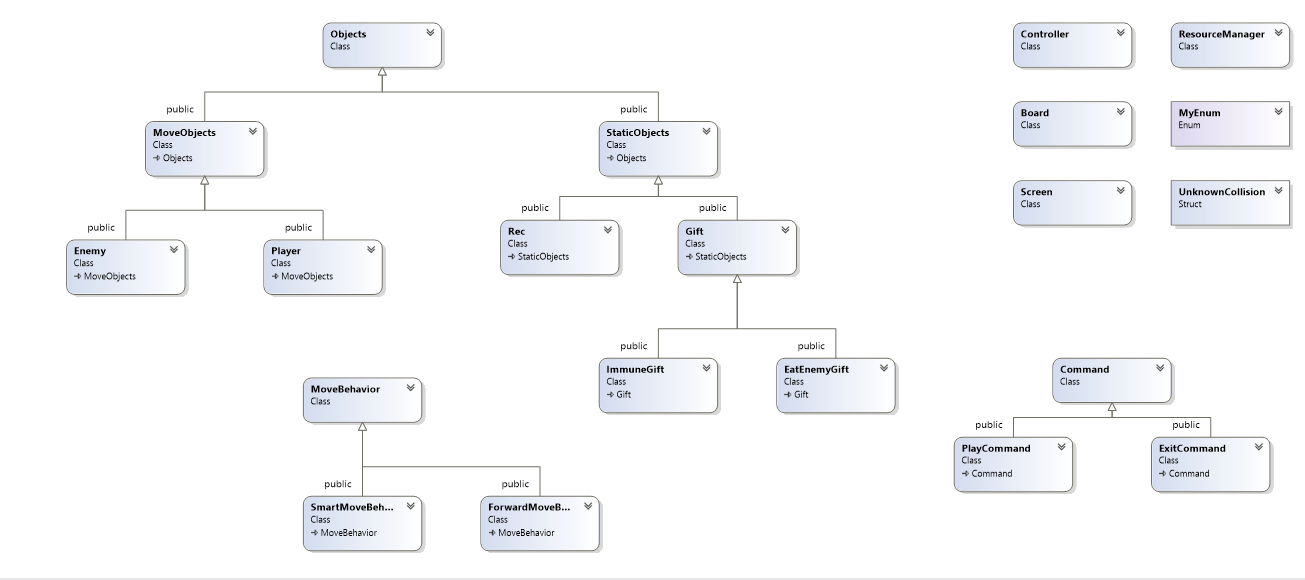 Objects
Class
Controller
Class
ResourceManager
Class
public
public
MoveObjects
Class
Objects
StaticObjects
Class
Objects
Board
Class
MyEnum
Enum
Screen
Class
UnknownCollision
Struct
public
public
Enemy
Class
MoveObjects
Player
Class
MoveObjects
public
public
Rec
Class
StaticObjects
Gift
Class
StaticObjects
public
public
ImmuneGift
Class
Gift
EatEnemyGift
Class
Gift
MoveBehavior
Class
public
public
SmartMoveBeh...
Class
MoveBehavior
ForwardMoveB...
Class
MoveBehavior
Command
Class
public
public
PlayCommand
Class
Command
ExitCommand
Class
Command